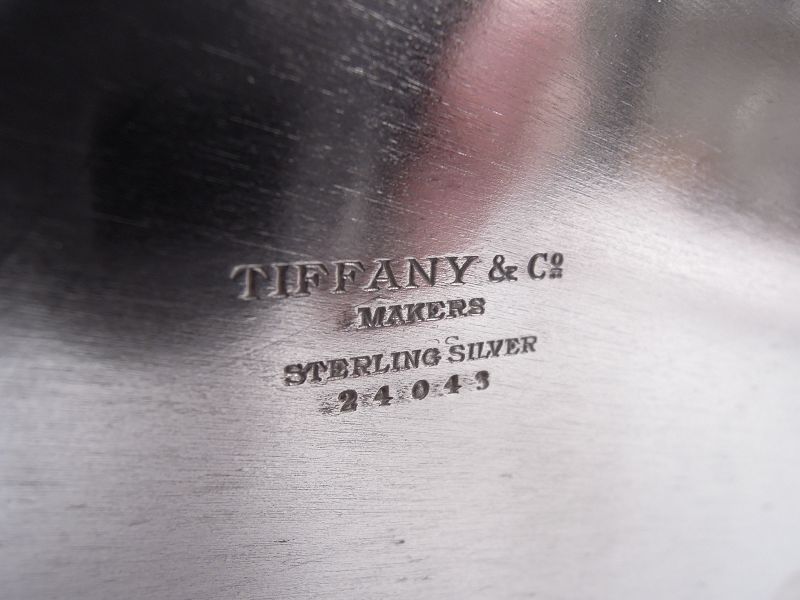 TIFFANY & Co
MAKERS
STERLING SILVER
C
24043